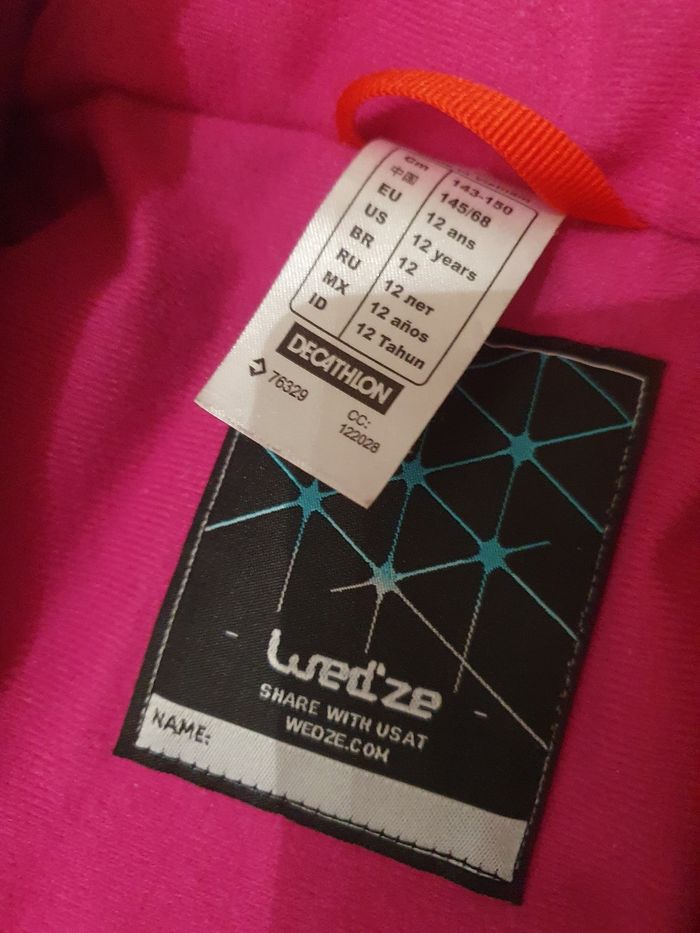 cm 143-150
中国 145/68
EU 12 ans
US 12 years
BR 12
RU 12 лет
MX 12 años
ID 12 Tahun
DECATHLON
76329
CC:
122028
Wed'ze
SHARE WITH US AT
WEDZE.COM
NAME: